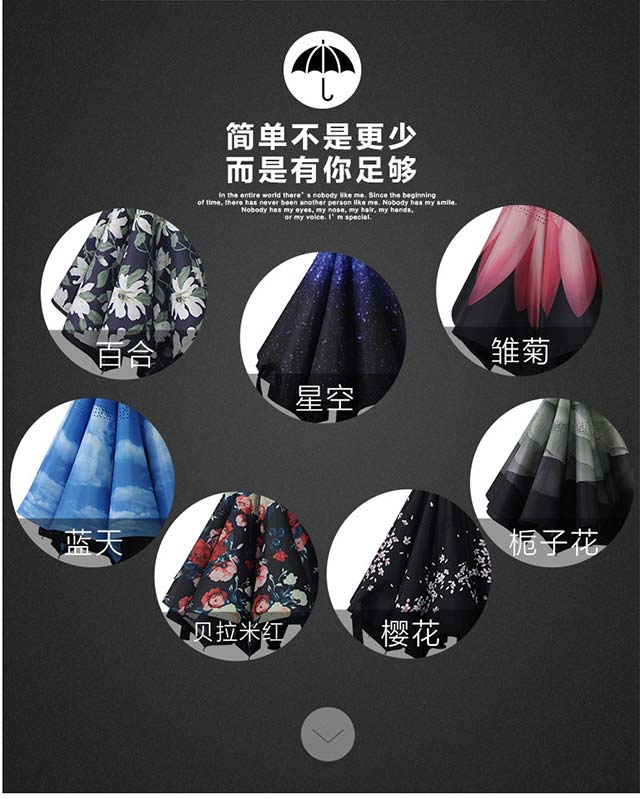 简单不是更少
而是有你足够
In the entire world there's nobody like me. Since the beginning
of time, there has never been another person like me. Nobody has my smile.
Nobody has my eyes, my nose, my hair, my hands,
or my voice. I'm special.
百合
星空
雏菊
蓝天
贝拉米红
樱花
栀子花